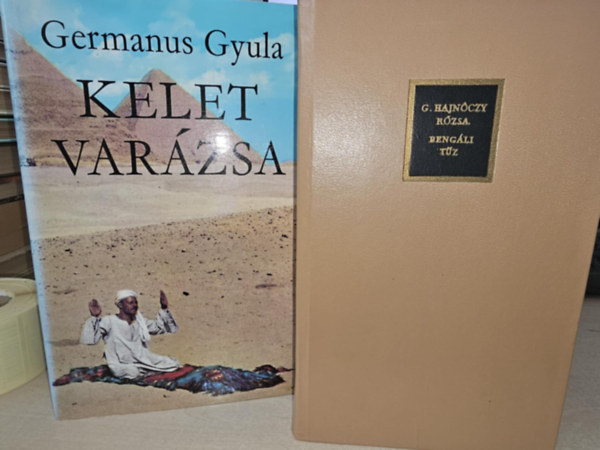 Germanus Gyula
KELET
VARÁZSA
G. HAJNÓCZY
RÓZSA
BENGÁLI
TŰZ